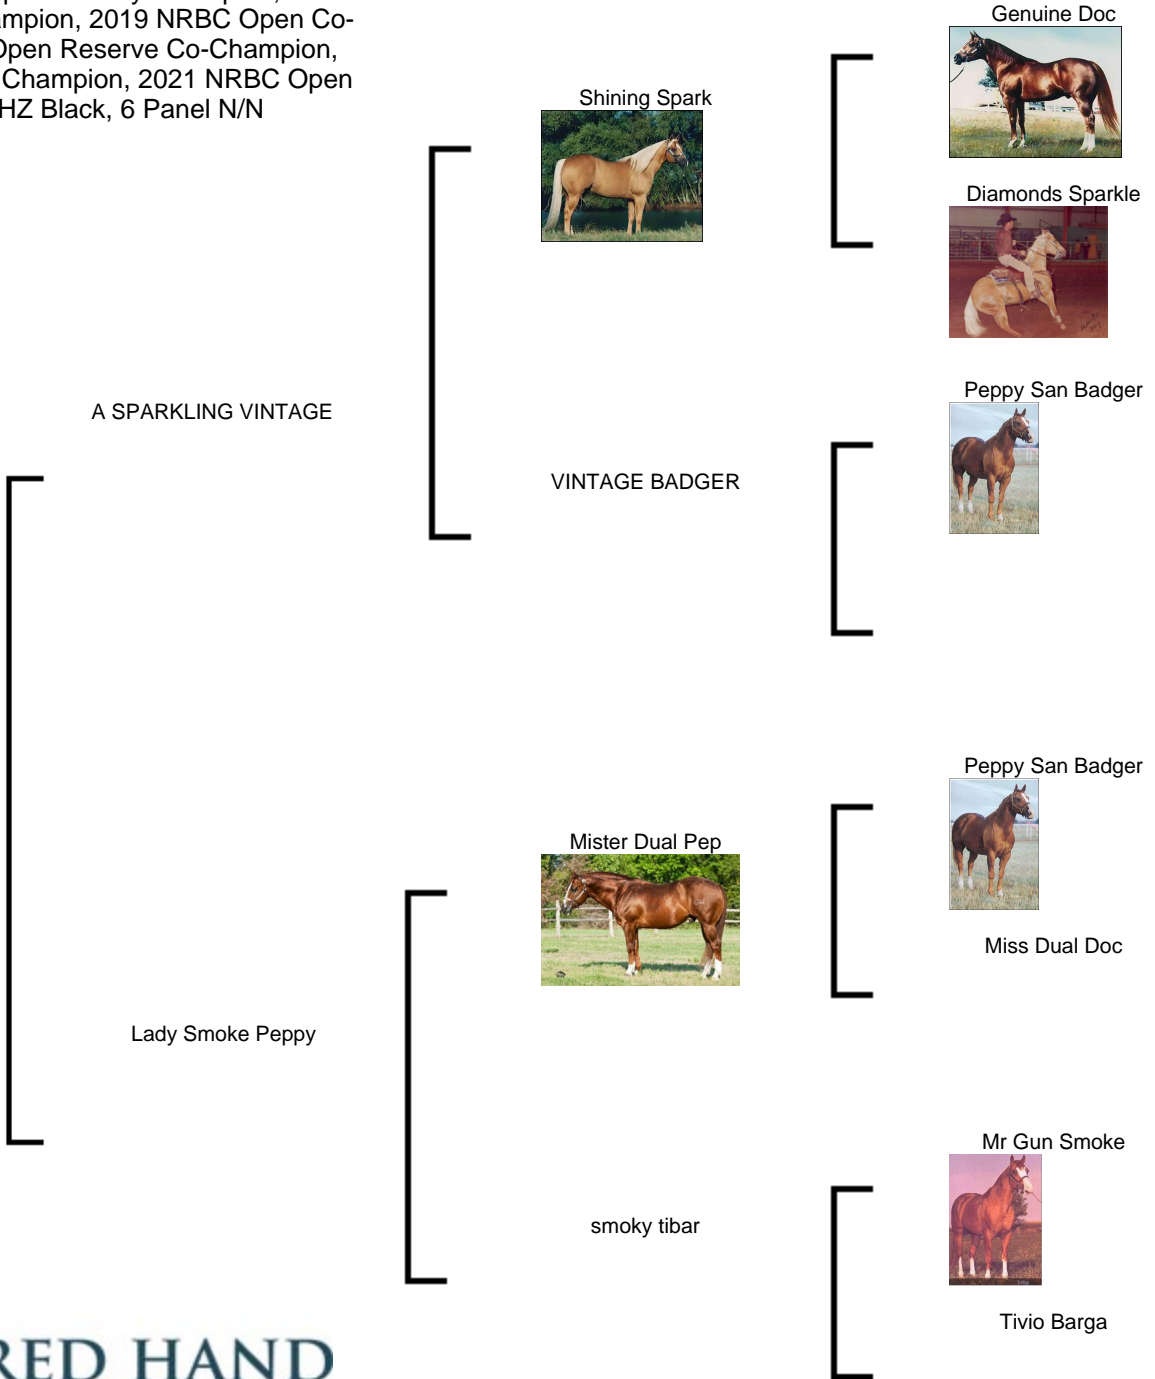 ampion, 2019 NRBC Open Co-
Open Reserve Co-Champion,
Champion, 2021 NRBC Open
HZ Black, 6 Panel N/N
Genuine Doc
Shining Spark
Diamonds Sparkle
A SPARKLING VINTAGE
Peppy San Badger
VINTAGE BADGER
Peppy San Badger
Mister Dual Pep
Miss Dual Doc
Lady Smoke Peppy
Mr Gun Smoke
smoky tibar
Tivio Barga
RED HAND